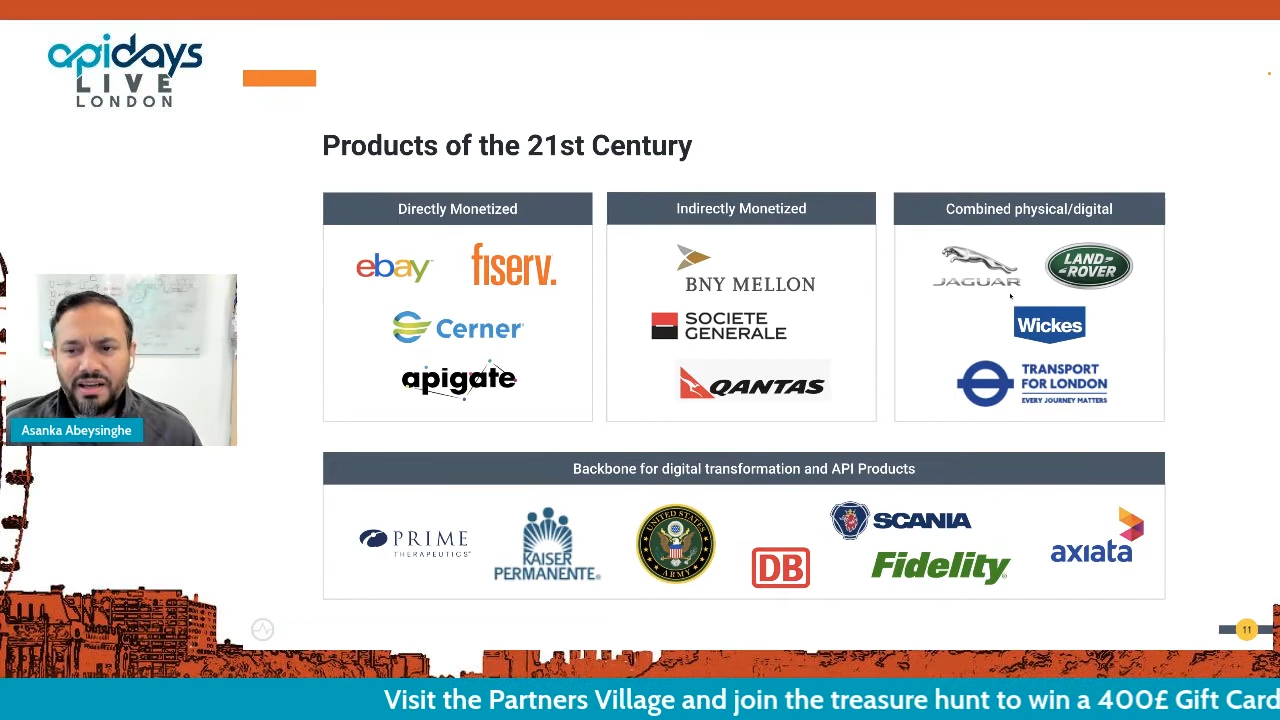 apidays
LIVE
LONDON
Products of the 21st Century
Directly Monetized
ebay
fiserv.
Cerner
apigate
Indirectly Monetized
BNY MELLON
SOCIETE
GENERALE
QANTAS
Combined physical/digital
JAGUAR
LAND-
-ROVER
Wickes
TRANSPORT
FOR LONDON
EVERY JOURNEY MATTERS
Asanka Abeysinghe
Backbone for digital transformation and API Products
PRIME
THERAPEUTICS
KAISER
PERMANENTE®
UNITED STATES
ARMY
DB
SCANIA
Fidelity
axiata
11
Visit the Partners Village and join the treasure hunt to win a 400£ Gift Card